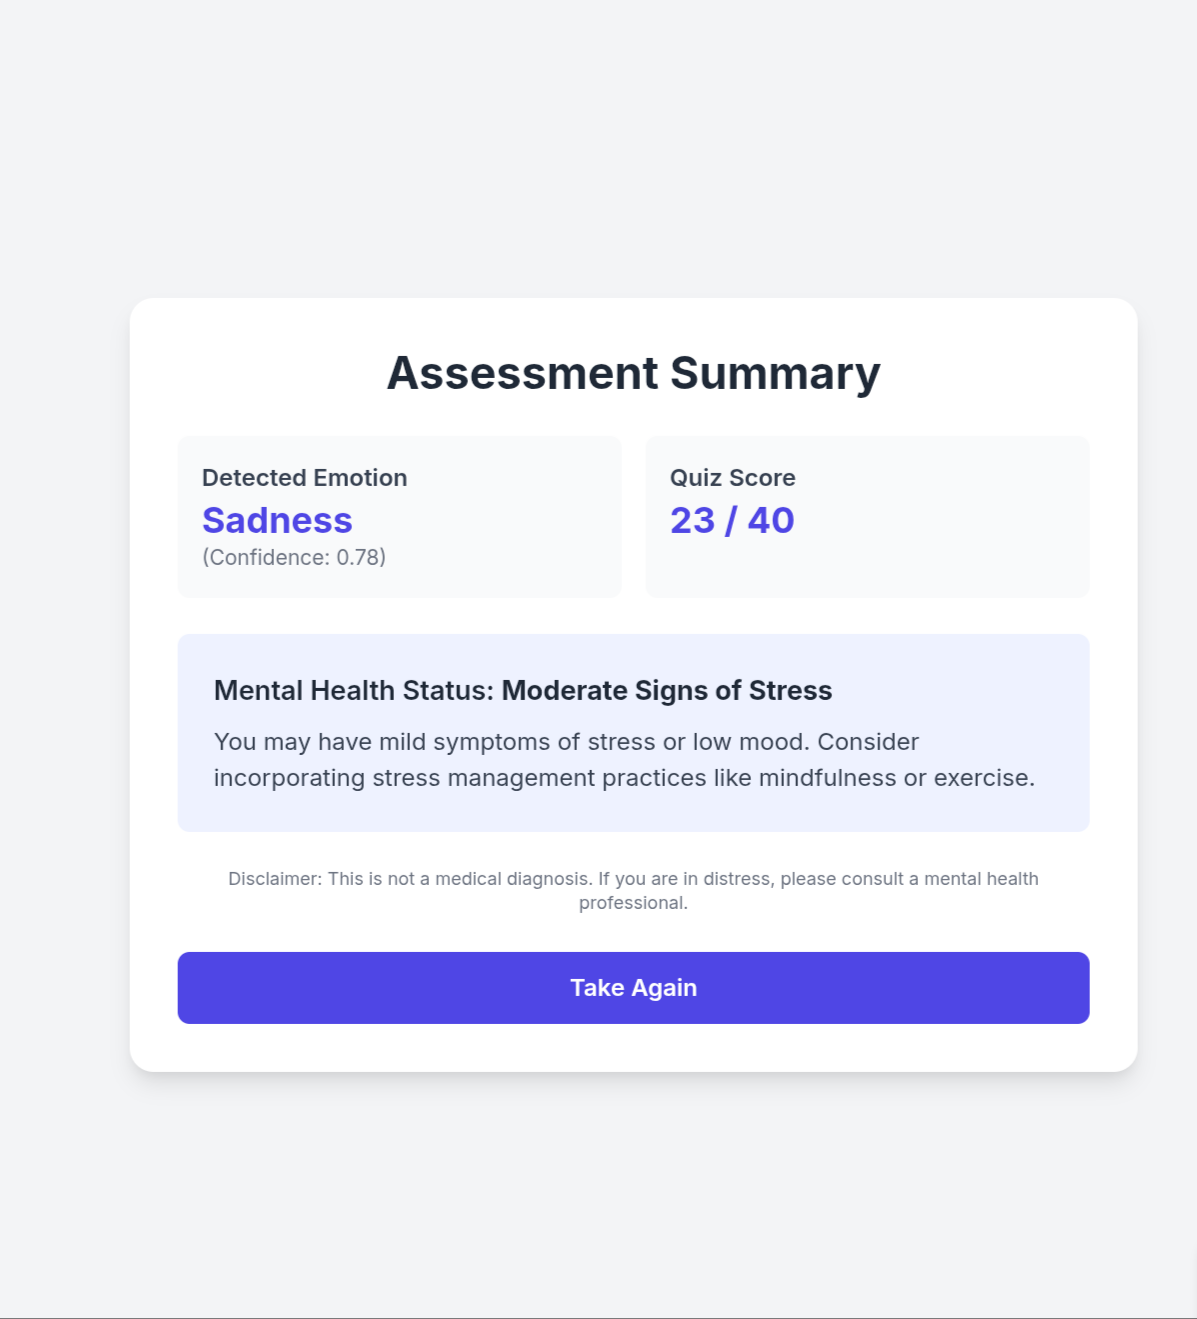 Assessment Summary
Detected Emotion
Sadness
(Confidence: 0.78)
Quiz Score
23 / 40
Mental Health Status: Moderate Signs of Stress
You may have mild symptoms of stress or low mood. Consider
incorporating stress management practices like mindfulness or exercise.
Disclaimer: This is not a medical diagnosis. If you are in distress, please consult a mental health
professional.
Take Again